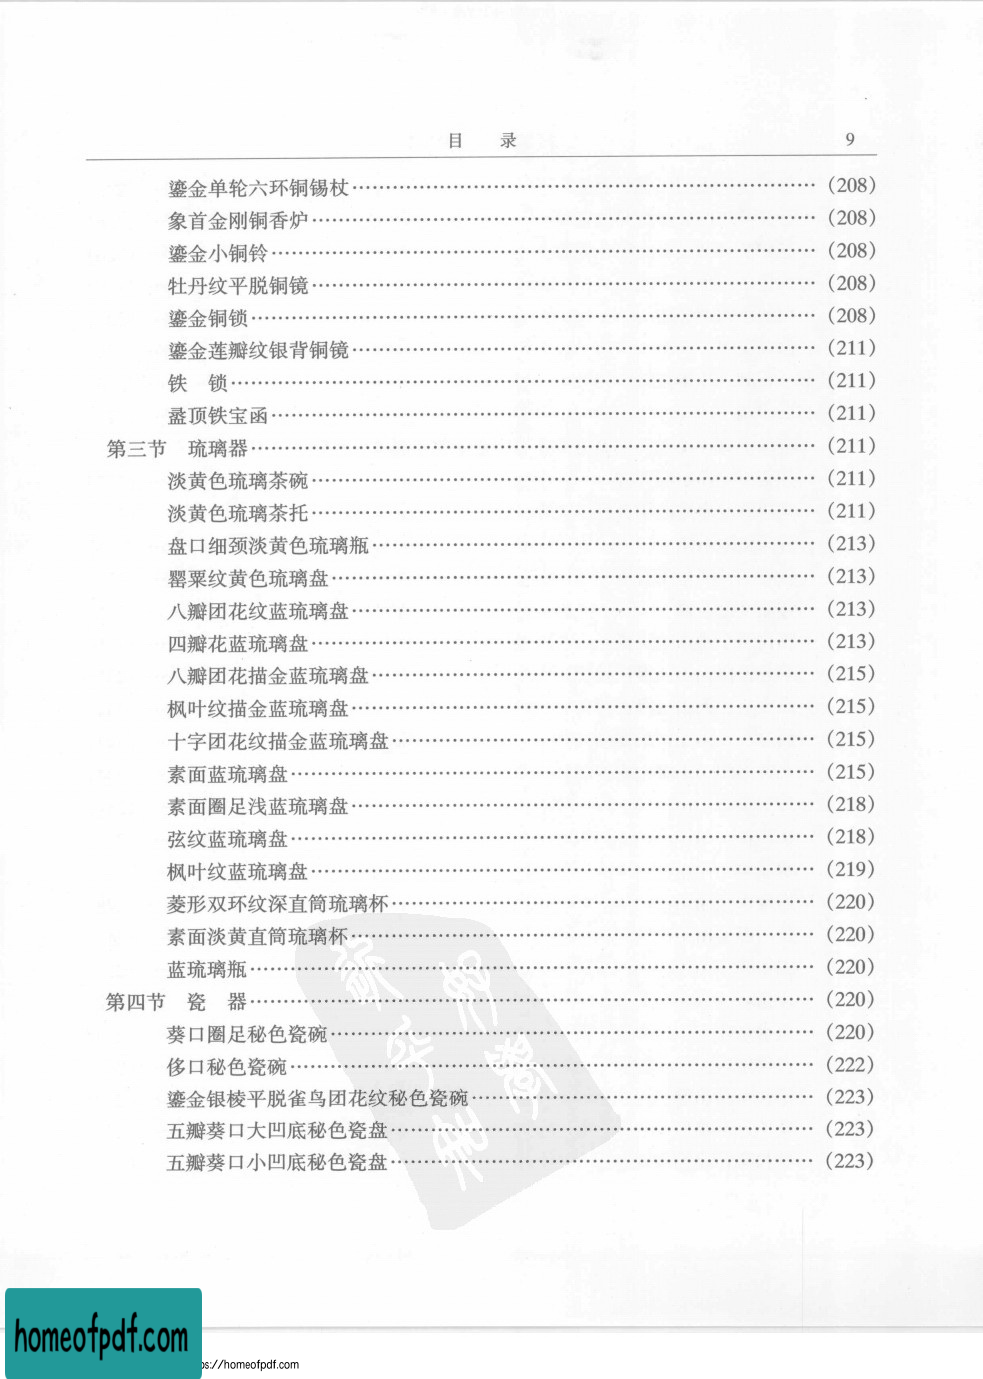 目 录 9
鎏金单轮六环铜锡杖……(208)
象首金刚铜香炉……(208)
鎏金小铜铃……(208)
牡丹纹平脱铜镜……(208)
鎏金铜锁……(208)
鎏金莲瓣纹银背铜镜……(211)
铁 锁……(211)
盝顶铁宝函……(211)
第三节 琉璃器……(211)
淡黄色琉璃茶碗……(211)
淡黄色琉璃茶托……(211)
盘口细颈淡黄色琉璃瓶……(213)
罂粟纹黄色琉璃盘……(213)
八瓣团花纹蓝琉璃盘……(213)
四瓣花蓝琉璃盘……(213)
八瓣团花描金蓝琉璃盘……(215)
枫叶纹描金蓝琉璃盘……(215)
十字团花纹描金蓝琉璃盘……(215)
素面蓝琉璃盘……(215)
素面圈足浅蓝琉璃盘……(218)
弦纹蓝琉璃盘……(218)
枫叶纹蓝琉璃盘……(219)
菱形双环纹深直筒琉璃杯……(220)
素面淡黄直筒琉璃杯……(220)
蓝琉璃瓶……(220)
第四节 瓷 器……(220)
葵口圈足秘色瓷碗……(220)
侈口秘色瓷碗……(222)
鎏金银棱平脱雀鸟团花纹秘色瓷碗……(223)
五瓣葵口大凹底秘色瓷盘……(223)
五瓣葵口小凹底秘色瓷盘……(223)
homeofpdf.com
ps://homeofpdf.com